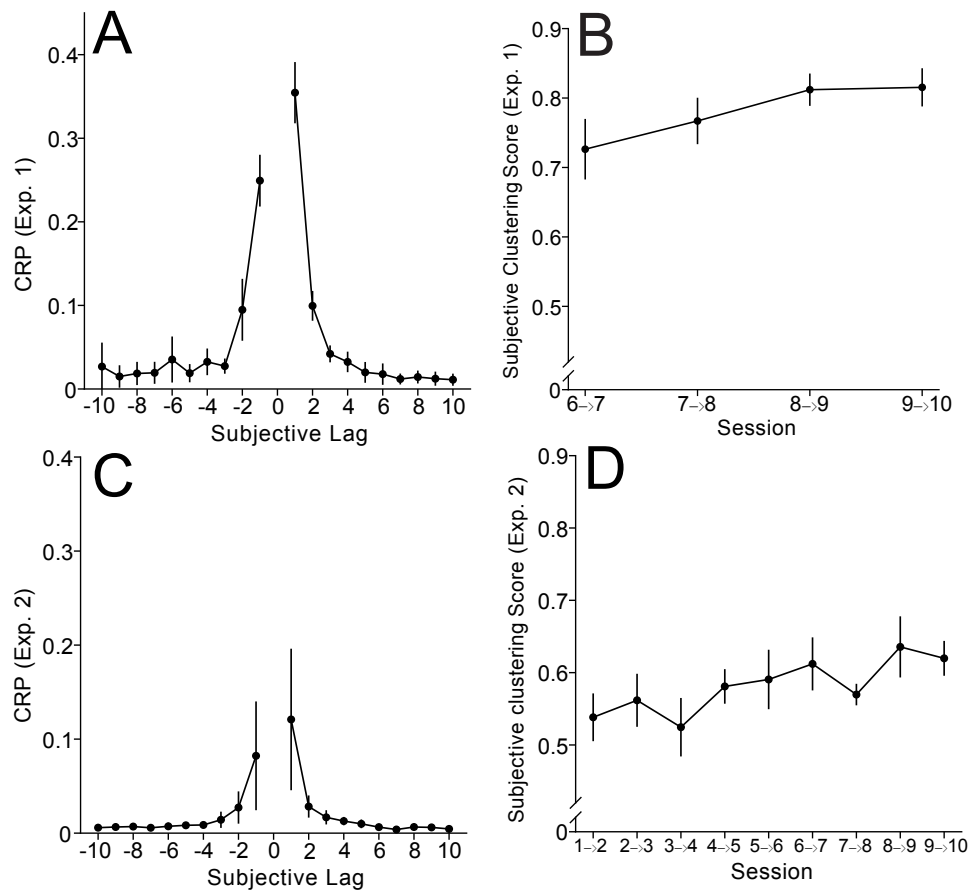 A
CRP (Exp. 1)
0.4
0.3
0.2
0.1
0
-10 -8 -6 -4 -2 0 2 4 6 8 10
Subjective Lag
B
Subjective Clustering Score (Exp. 1)
0.9
0.8
0.7
0.6
0.5
0
6->7 7->8 8->9 9->10
Session
C
CRP (Exp. 2)
0.4
0.3
0.2
0.1
0
-10 -8 -6 -4 -2 0 2 4 6 8 10
Subjective Lag
D
Subjective clustering Score (Exp. 2)
0.9
0.8
0.7
0.6
0.5
0
1->2 2->3 3->4 4->5 5->6 6->7 7->8 8->9 9->10
Session